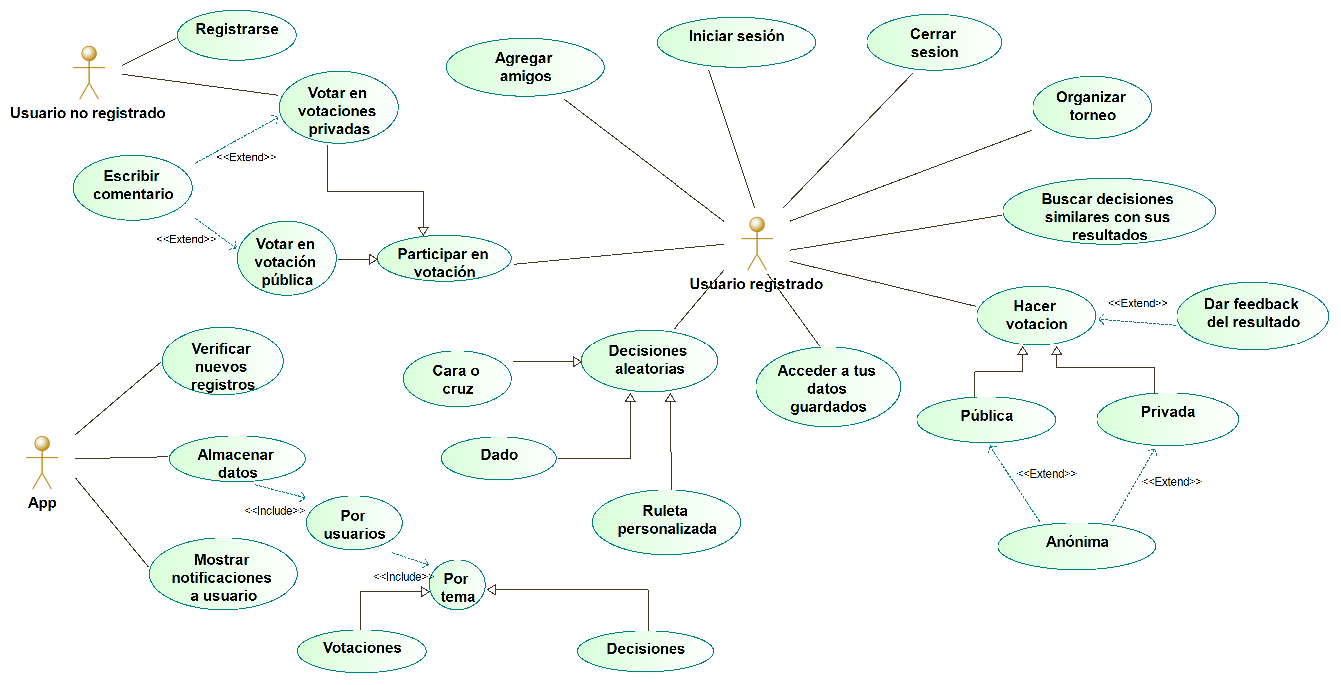 Registrarse
Usuario no registrado
Votar en
votaciones
privadas
<<Extend>>
Escribir
comentario
<<Extend>>
Votar en
votación
pública
Participar en
votación
Agregar
amigos
Iniciar sesión
Cerrar
sesion
Organizar
torneo
Buscar decisiones
similares con sus
resultados
Usuario registrado
Hacer
votacion
<<Extend>>
Dar feedback
del resultado
Decisiones
aleatorias
Cara o
cruz
Dado
Ruleta
personalizada
Acceder a tus
datos
guardados
Pública
Privada
<<Extend>>
<<Extend>>
Anónima
Verificar
nuevos
registros
App
Almacenar
datos
<<Include>>
Por
usuarios
Mostrar
notificaciones
a usuario
<<Include>>
Por
tema
Votaciones
Decisiones